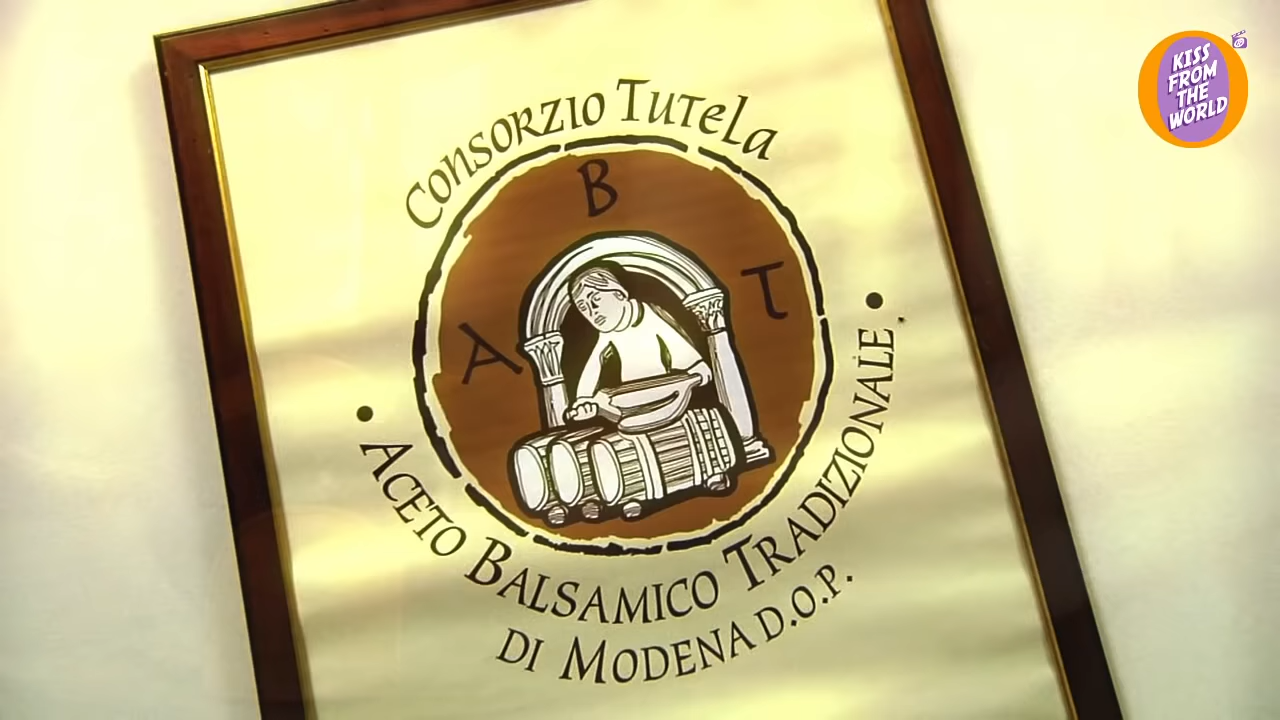 Consorzio Tutela
A B T
Aceto Balsamico Tradizionale
di Modena D.O.P.
KISS
FROM
THE
WORLD